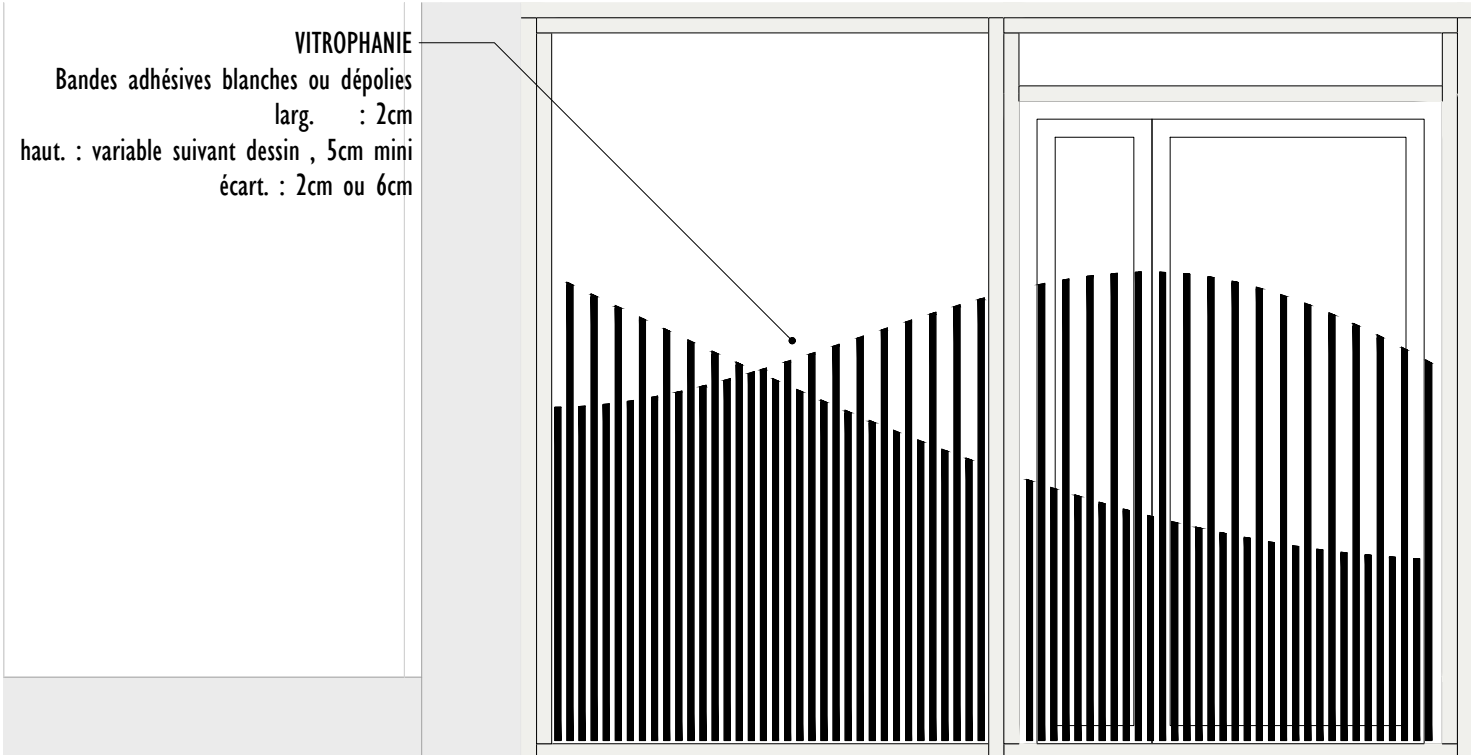 VITROPHANIE
Bandes adhésives blanches ou dépolies
larg. : 2cm
haut. : variable suivant dessin , 5cm mini
écart. : 2cm ou 6cm